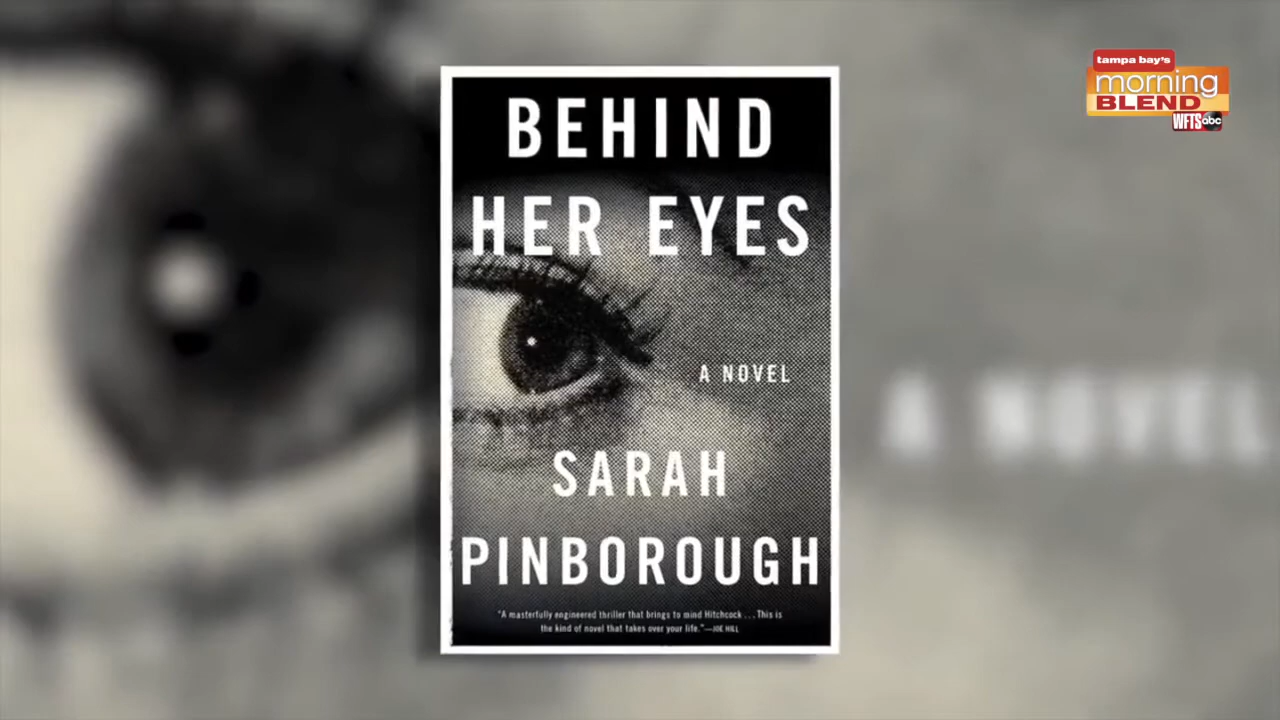 BEHIND
HER EYES
A NOVEL
SARAH
PINBOROUGH
"A masterfully engineered thriller that brings to mind Hitchcock ... This is
the kind of novel that takes over your life."—JOE HILL
tampa bay's
morning
BLEND
WFTS abc
A NOVEL